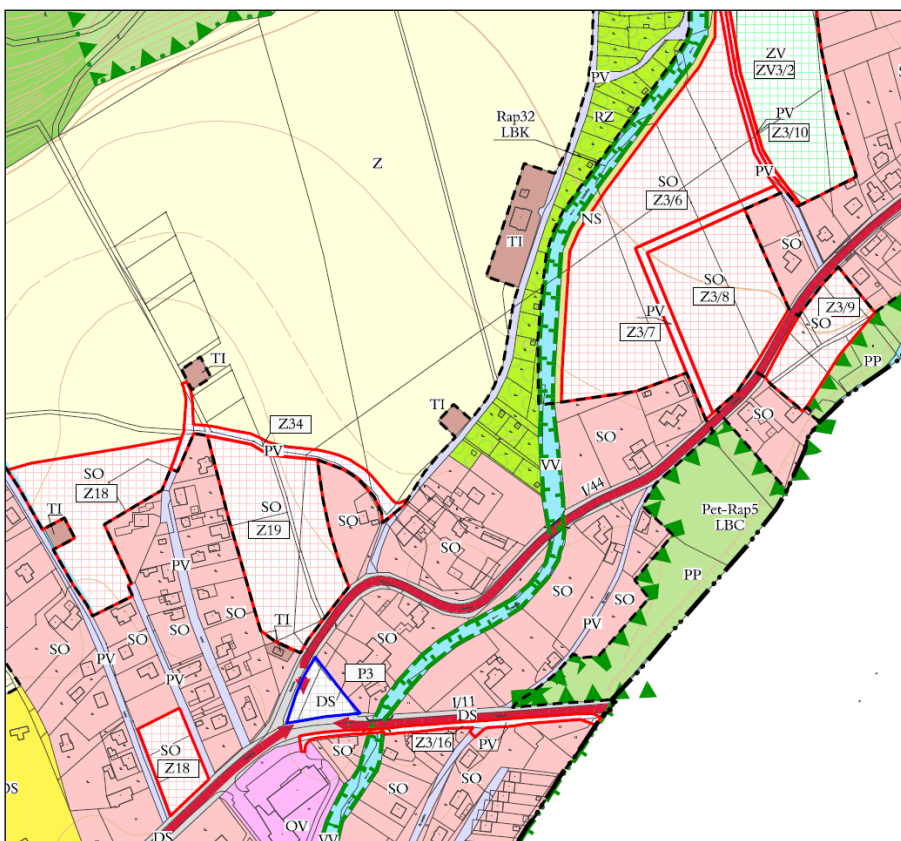 ZV
ZV3/2
S
PV
PV
Z3/10
RZ
Rap32
LBK
Z
PV
SO
Z3/6
NS
TI
SO
SO
Z3/8
Z3/9
SO
PV
Z3/7
PP
TI
TI
SO
Z34
PV
SO
VV
I/44
SO
Z18
SO
Z19
TI
SO
Pet-Rap5
LBC
SO
PP
PV
SO
SO
SO
TI
SO
PV
SO
SO
PV
PV
P3
DS
I/11
DS
SO
Z18
SO
Z3/16
PV
SO
SO
DS
OV
VV
DS